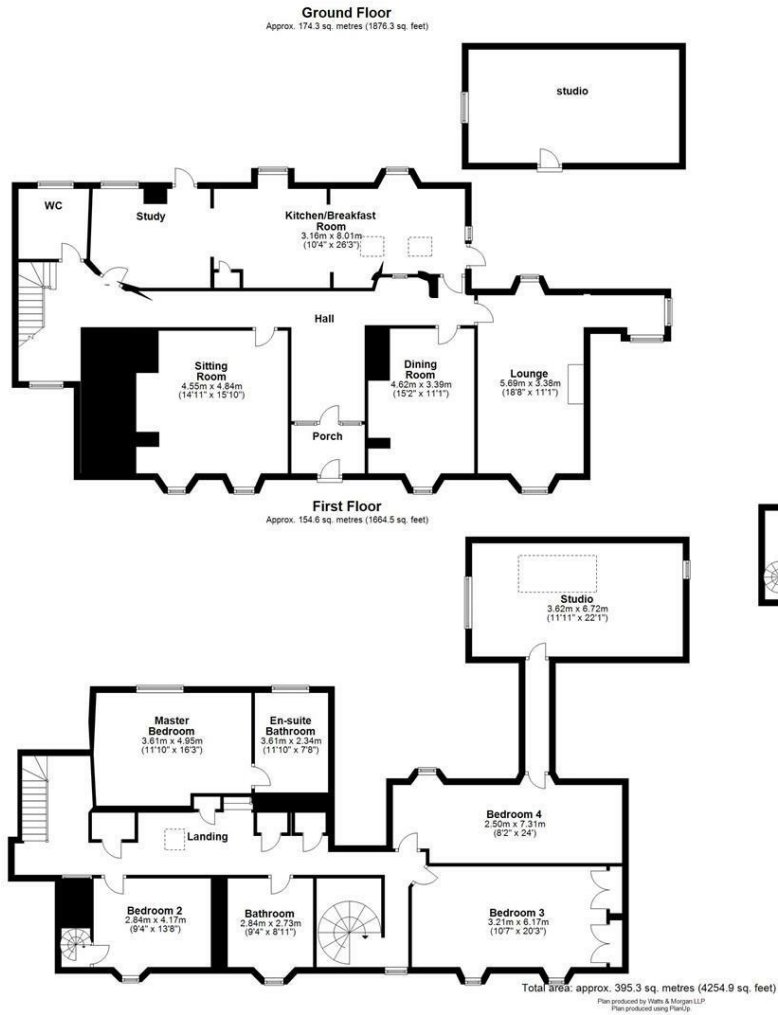 Ground Floor
Approx. 174.3 sq. metres (1876.3 sq. feet)
studio
WC
Study
Kitchen/Breakfast
Room
3.16m x 8.01m
(10'4" x 26'3")
Hall
Sitting
Room
4.55m x 4.84m
(14'11" x 15'10")
Dining
Room
4.62m x 3.39m
(15'2" x 11'1")
Lounge
5.69m x 3.38m
(18'8" x 11'1")
Porch
First Floor
Approx. 154.6 sq. metres (1664.5 sq. feet)
Studio
3.62m x 6.72m
(11'11" x 22'1")
Master
Bedroom
3.61m x 4.95m
(11'10" x 16'3")
En-suite
Bathroom
3.61m x 2.34m
(11'10" x 7'8")
Landing
Bedroom 4
2.50m x 7.31m
(8'2" x 24')
Bedroom 2
2.84m x 4.17m
(9'4" x 13'8")
Bathroom
2.84m x 2.73m
(9'4" x 8'11")
Bedroom 3
3.21m x 6.17m
(10'7" x 20'3")
Total area: approx. 395.3 sq. metres (4254.9 sq. feet)
Plan produced by Watts & Morgan LLP.
Plan produced using PlanUp.